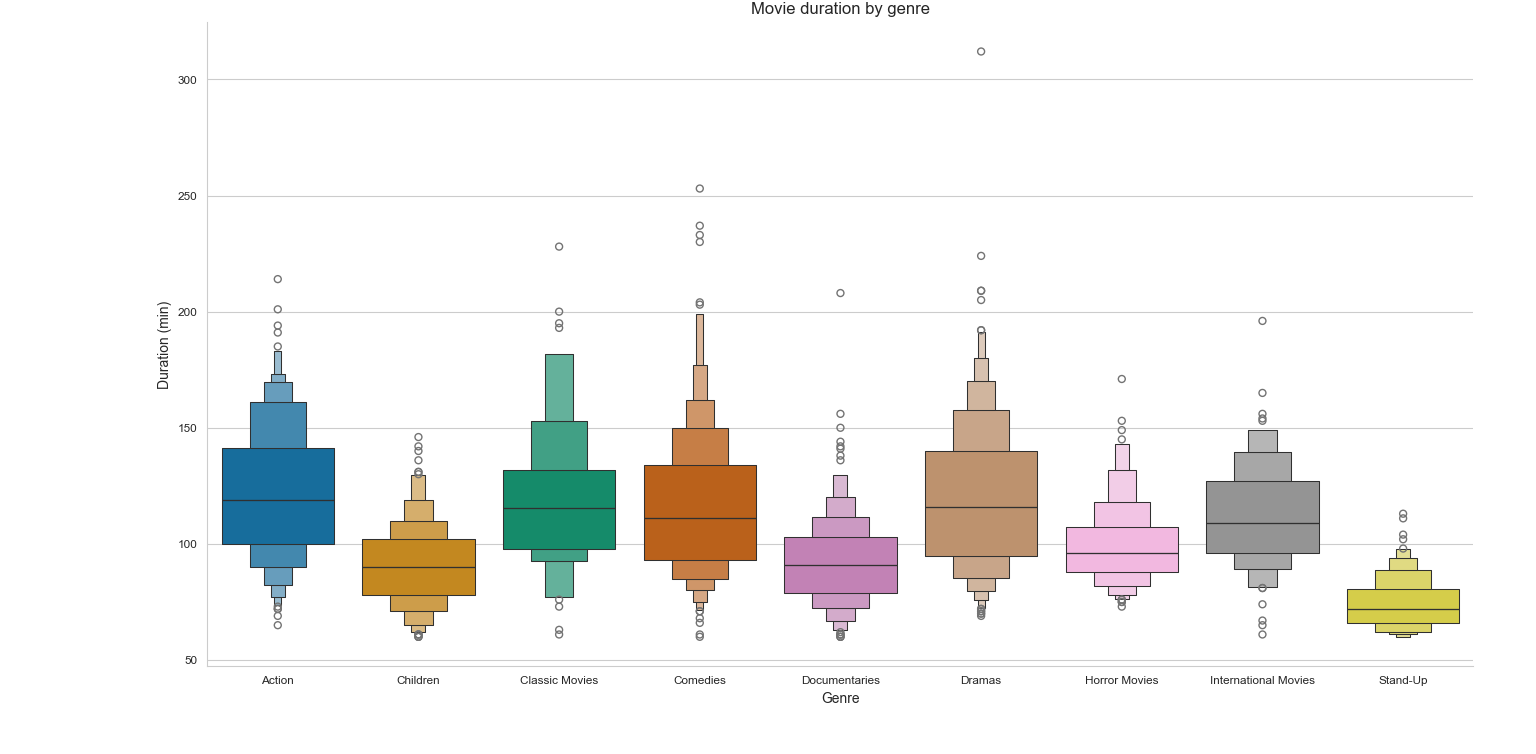 Movie duration by genre
300
250
200
150
100
50
Duration (min)
Action Children Classic Movies Comedies Documentaries Dramas Horror Movies International Movies Stand-Up
Genre